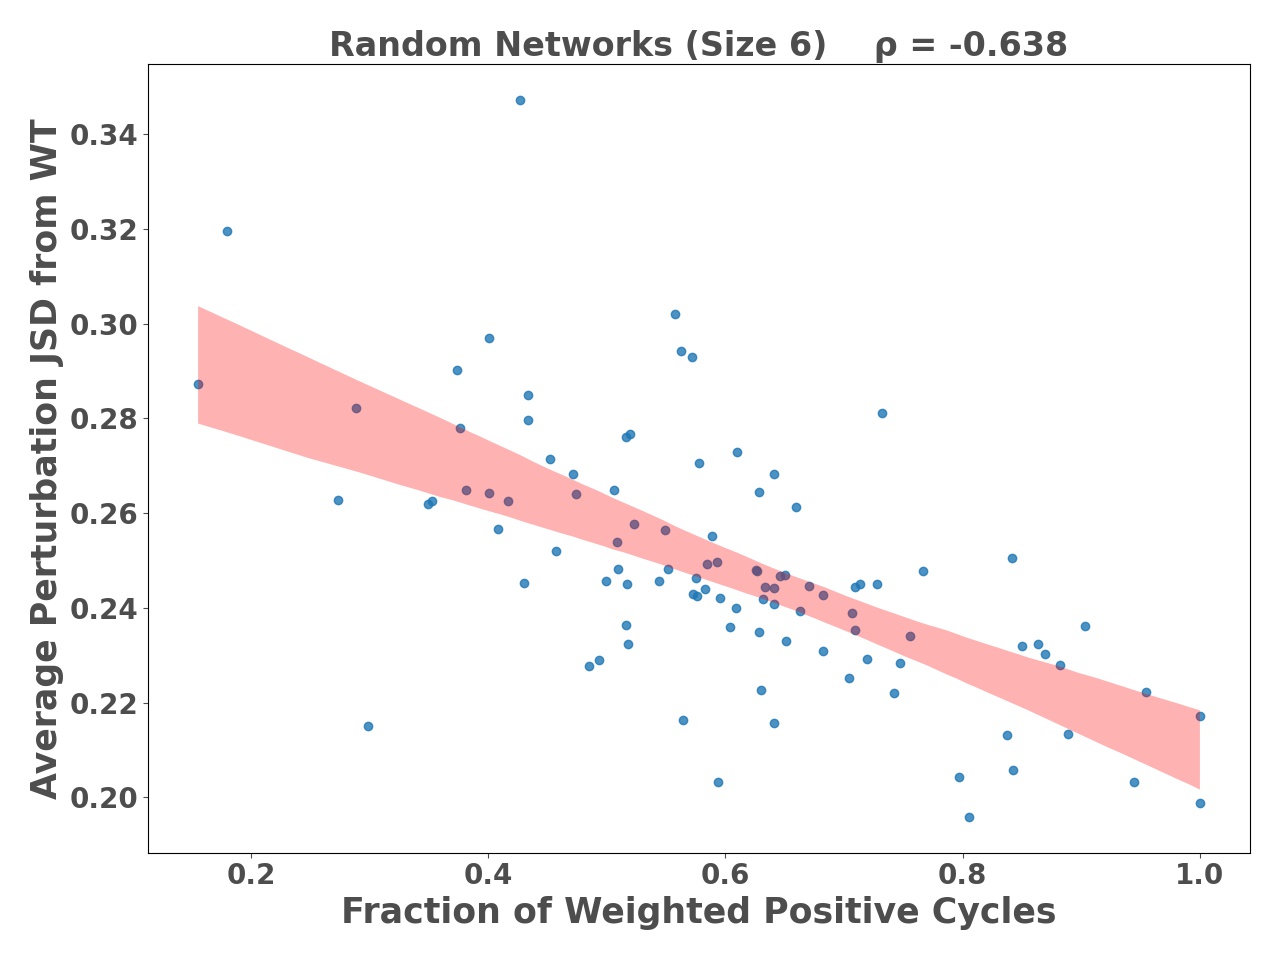 Random Networks (Size 6) ρ = -0.638
Average Perturbation JSD from WT
0.34
0.32
0.30
0.28
0.26
0.24
0.22
0.20
0.2 0.4 0.6 0.8 1.0
Fraction of Weighted Positive Cycles